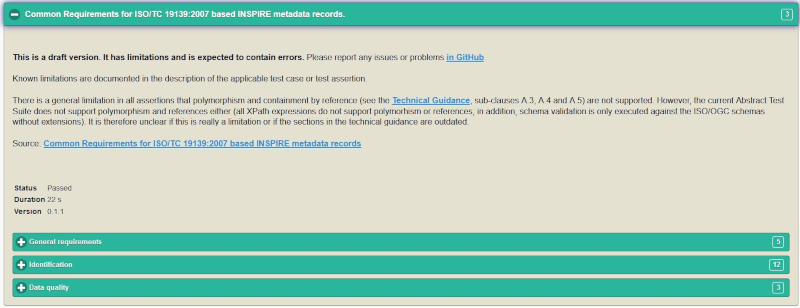 Common Requirements for ISO/TC 19139:2007 based INSPIRE metadata records. 3
This is a draft version. It has limitations and is expected to contain errors. Please report any issues or problems in GitHub
Known limitations are documented in the description of the applicable test case or test assertion.
There is a general limitation in all assertions that polymorphism and containment by reference (see the Technical Guidance, sub-clauses A.3, A.4 and A.5) are not supported. However, the current Abstract Test
Suite does not support polymorphism and references either (all XPath expressions do not support polymorhism or references; in addition, schema validation is only executed against the ISO/OGC schemas
without extensions). It is therefore unclear if this is really a limitation or if the sections in the technical guidance are outdated.
Source: Common Requirements for ISO/TC 19139:2007 based INSPIRE metadata records
Status Passed
Duration 22 s
Version 0.1.1
General requirements 5
Identification 12
Data quality 3